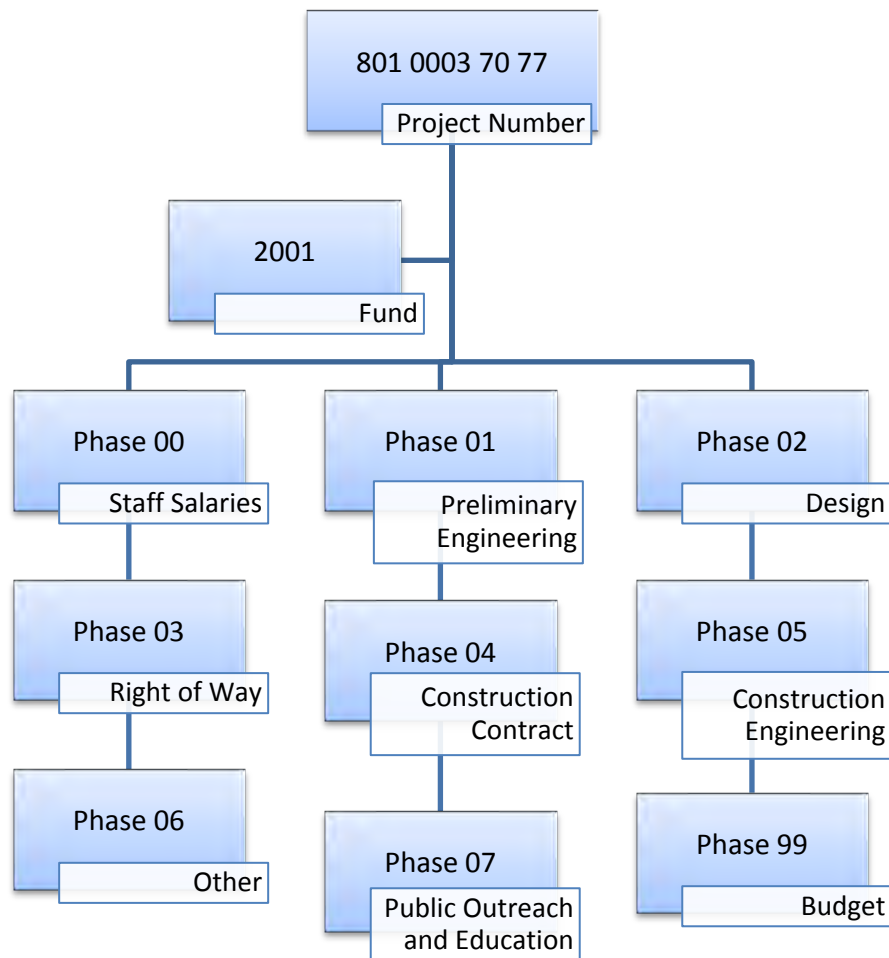 801 0003 70 77
Project Number
2001
Fund
Phase 00
Staff Salaries
Phase 01
Preliminary
Engineering
Phase 02
Design
Phase 03
Right of Way
Phase 04
Construction
Contract
Phase 05
Construction
Engineering
Phase 06
Other
Phase 07
Public Outreach
and Education
Phase 99
Budget